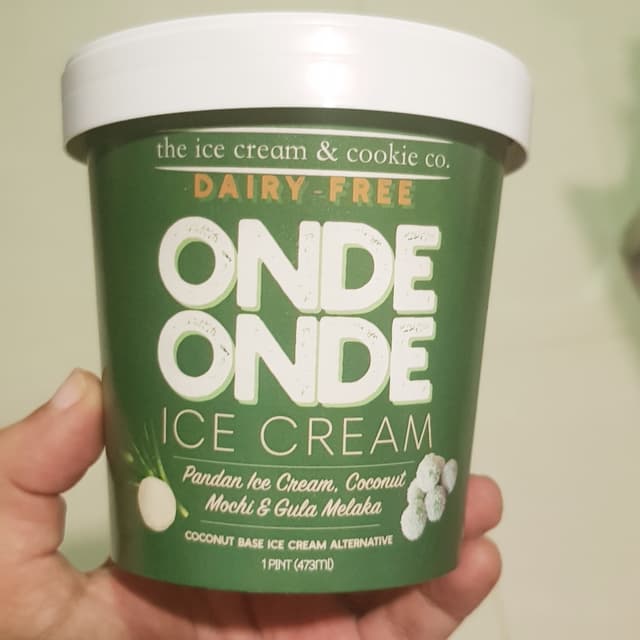 the ice cream & cookie co.
DAIRY-FREE
ONDE
ONDE
ICE CREAM
Pandan Ice Cream, Coconut
Mochi & Gula Melaka
COCONUT BASE ICE CREAM ALTERNATIVE
1 PINT (473ml)